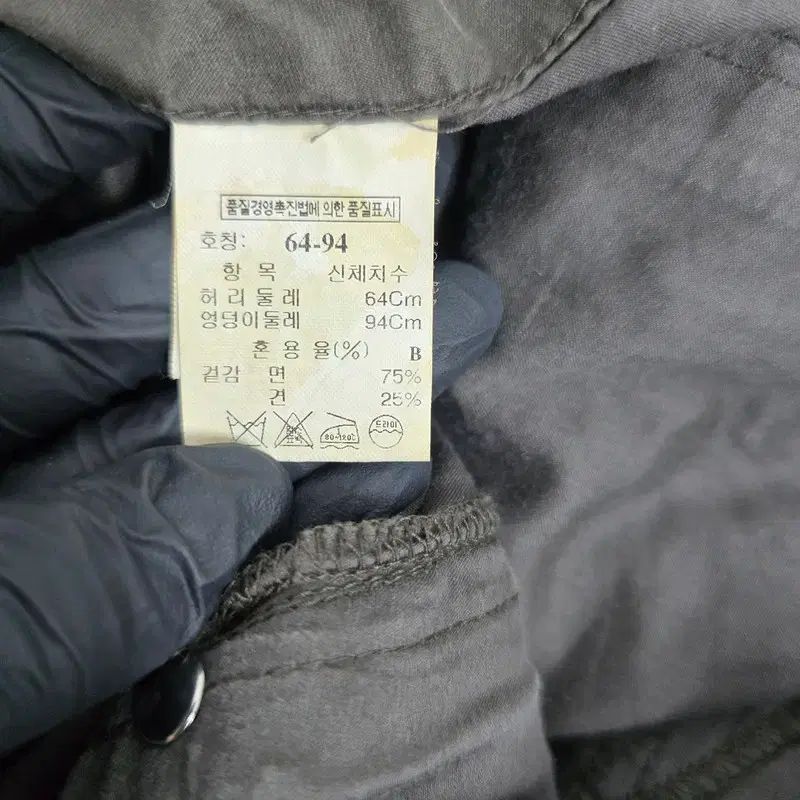 품질경영촉진법에 의한 품질표시
호칭: 64-94
항 목 신체치수
허 리 둘 레 64Cm
엉덩이둘레 94Cm
혼 용 율(%) B
겉감 면 75%
견 25%
80~120℃ 드라이